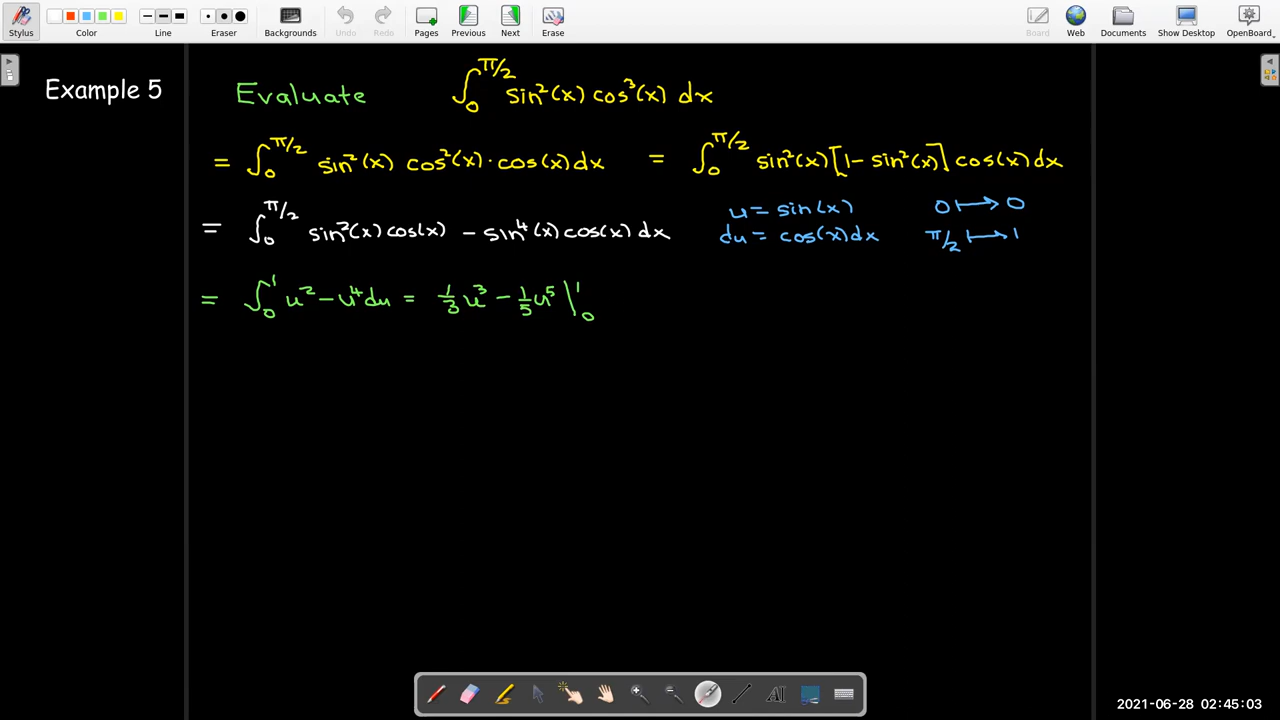 Stylus Color Line Eraser Backgrounds Undo Redo Pages Previous Next Erase Board Web Documents Show Desktop OpenBoard
Example 5 Evaluate ∫₀^{π/2} sin²(x) cos³(x) dx
= ∫₀^{π/2} sin²(x) cos²(x)·cos(x)dx = ∫₀^{π/2} sin²(x)[1-sin²(x)]cos(x)dx
= ∫₀^{π/2} sin²(x)cos(x) - sin⁴(x)cos(x)dx u = sin(x) 0 ↦ 0
du = cos(x)dx π/2 ↦ 1
= ∫₀¹ u² - u⁴du = 1/3 u³ - 1/5 u⁵ |₀¹
AI
2021-06-28 02:45:03